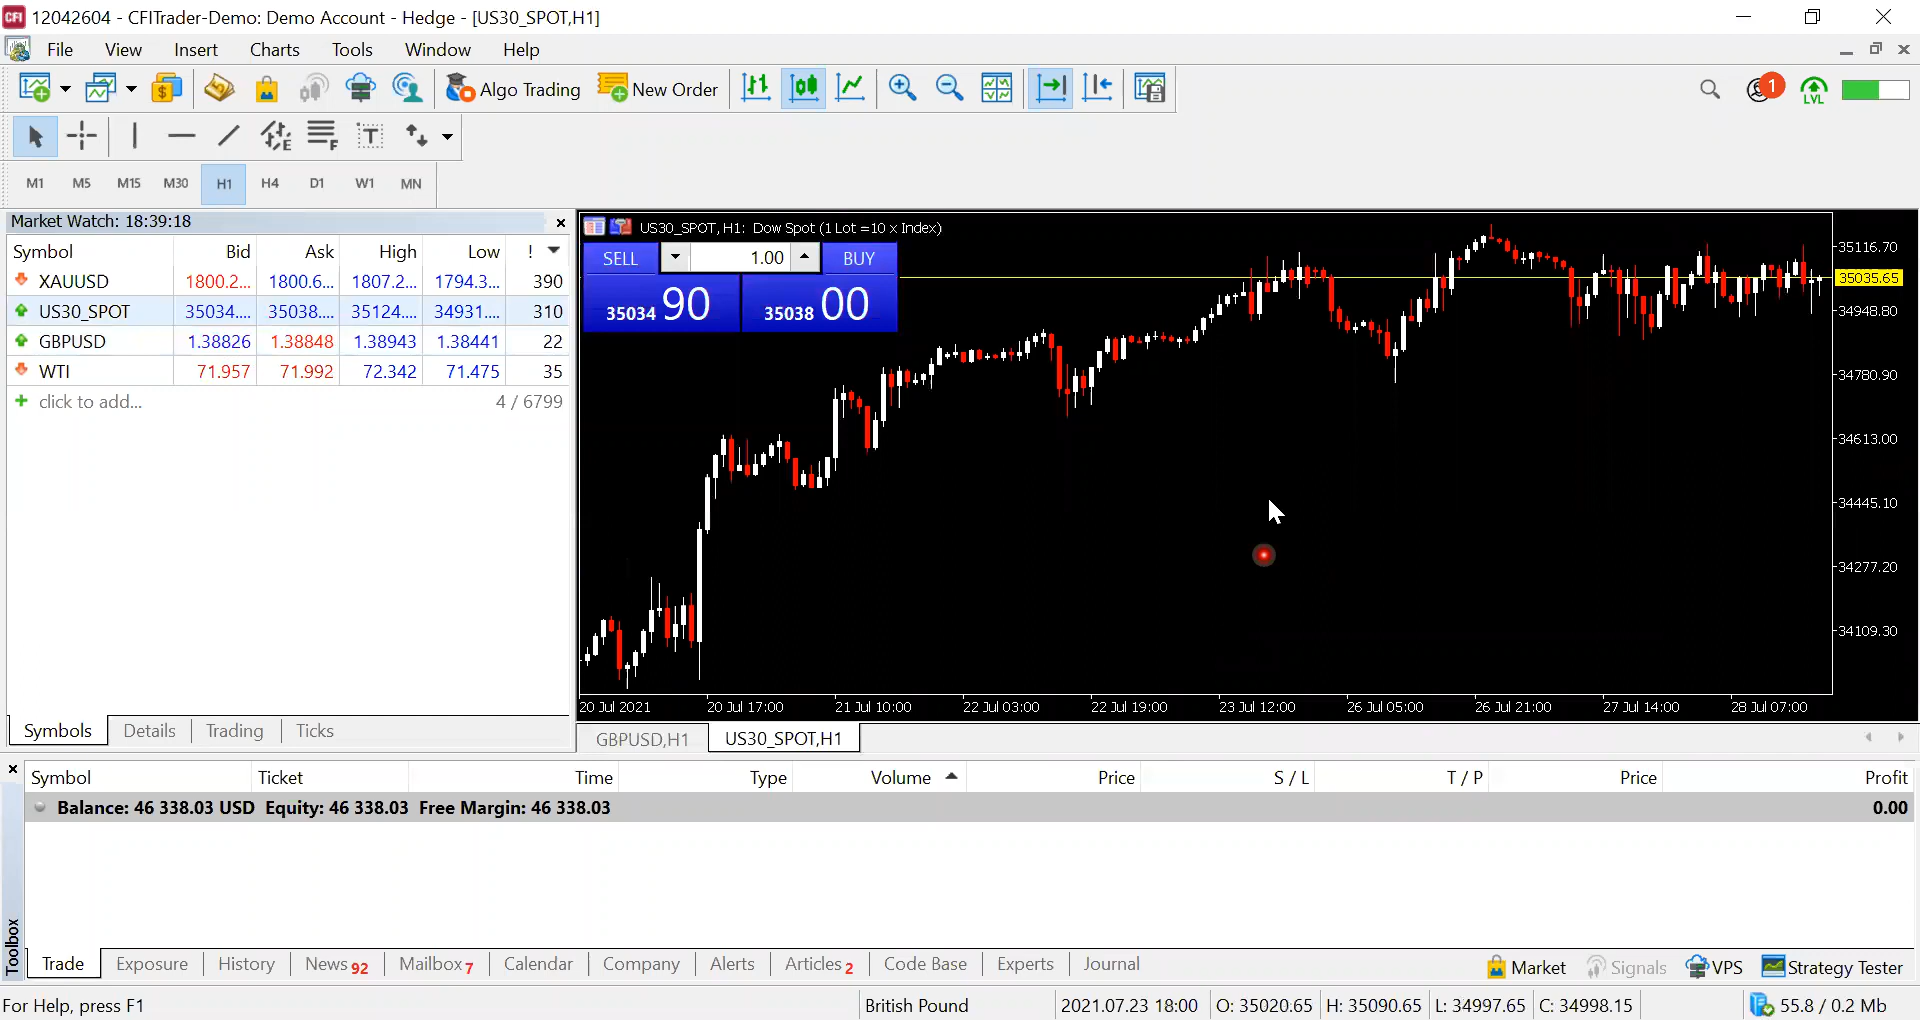 CFI 12042604 - CFITrader-Demo: Demo Account - Hedge - [US30_SPOT,H1]
File View Insert Charts Tools Window Help
Algo Trading New Order 1 LVL
E F T
M1 M5 M15 M30 H1 H4 D1 W1 MN
Market Watch: 18:39:18
Symbol Bid Ask High Low !
XAUUSD 1800.2... 1800.6... 1807.2... 1794.3... 390
US30_SPOT 35034.... 35038.... 35124.... 34931.... 310
GBPUSD 1.38826 1.38848 1.38943 1.38441 22
WTI 71.957 71.992 72.342 71.475 35
click to add... 4 / 6799
Symbols Details Trading Ticks
US30_SPOT, H1: Dow Spot (1 Lot =10 x Index)
SELL 1.00 BUY
35034 90 35038 00
35116.70
35035.65
34948.80
34780.90
34613.00
34445.10
34277.20
34109.30
20 Jul 2021 20 Jul 17:00 21 Jul 10:00 22 Jul 03:00 22 Jul 19:00 23 Jul 12:00 26 Jul 05:00 26 Jul 21:00 27 Jul 14:00 28 Jul 07:00
GBPUSD,H1 US30_SPOT,H1
Symbol Ticket Time Type Volume Price S / L T / P Price Profit
Balance: 46 338.03 USD Equity: 46 338.03 Free Margin: 46 338.03 0.00
Toolbox
Trade Exposure History News 92 Mailbox 7 Calendar Company Alerts Articles 2 Code Base Experts Journal Market Signals VPS Strategy Tester
For Help, press F1 British Pound 2021.07.23 18:00 O: 35020.65 H: 35090.65 L: 34997.65 C: 34998.15 55.8 / 0.2 Mb